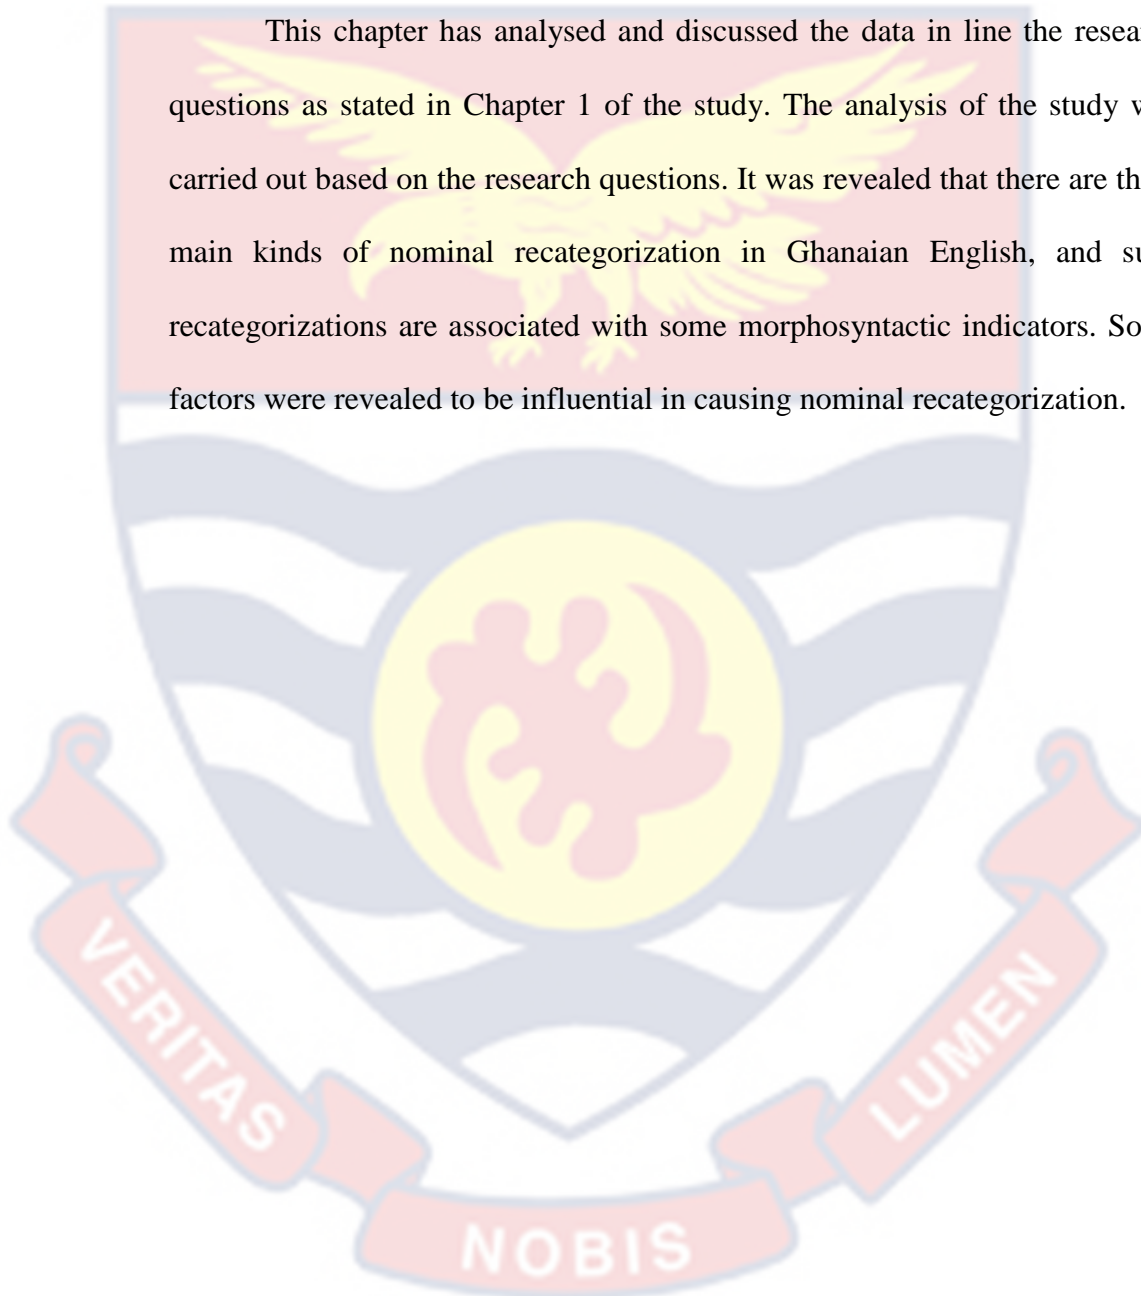 This chapter has analysed and discussed the data in line the resear
questions as stated in Chapter 1 of the study. The analysis of the study w
carried out based on the research questions. It was revealed that there are th
main kinds of nominal recategorization in Ghanaian English, and su
recategorizations are associated with some morphosyntactic indicators. So
factors were revealed to be influential in causing nominal recategorization.
VERITAS
NOBIS
LUMEN